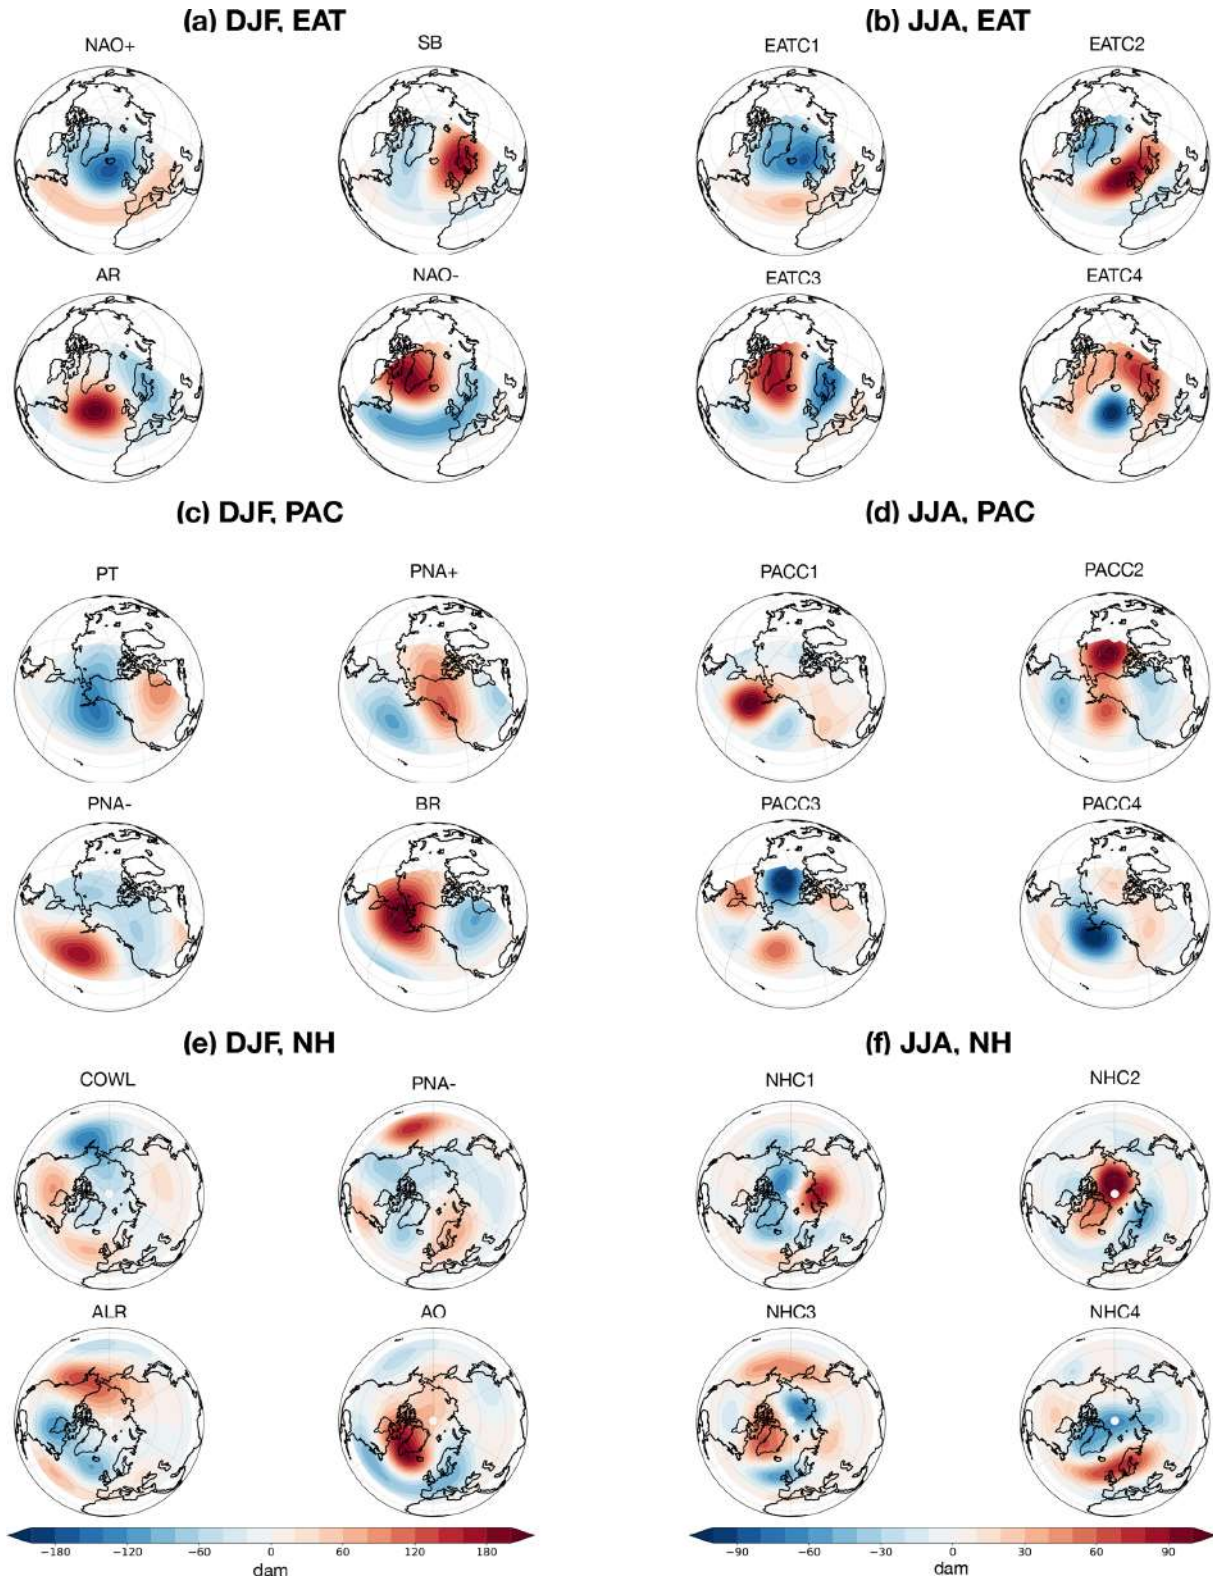 (a) DJF, EAT
(b) JJA, EAT
NAO+
SB
EATC1
EATC2
AR
NAO-
EATC3
EATC4
(c) DJF, PAC
(d) JJA, PAC
PT
PNA+
PACC1
PACC2
PNA-
BR
PACC3
PACC4
(e) DJF, NH
(f) JJA, NH
COWL
PNA-
NHC1
NHC2
ALR
AO
NHC3
NHC4
−180 −120 −60 0 60 120 180
dam
−90 −60 −30 0 30 60 90
dam